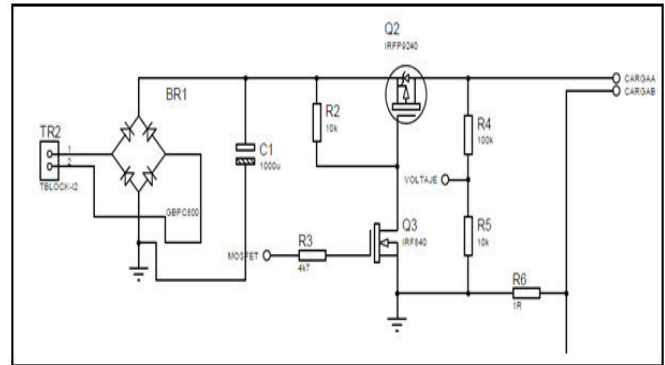 Q2
IRFP9240
BR1
CARGAA
CARGAB
R2
10k
R4
100k
TR2
1
2
TBLOCK-I2
C1
1000u
VOLTAJE
GBPC800
Q3
IRF840
R5
10k
MOSFET
R3
4k7
R6
1R